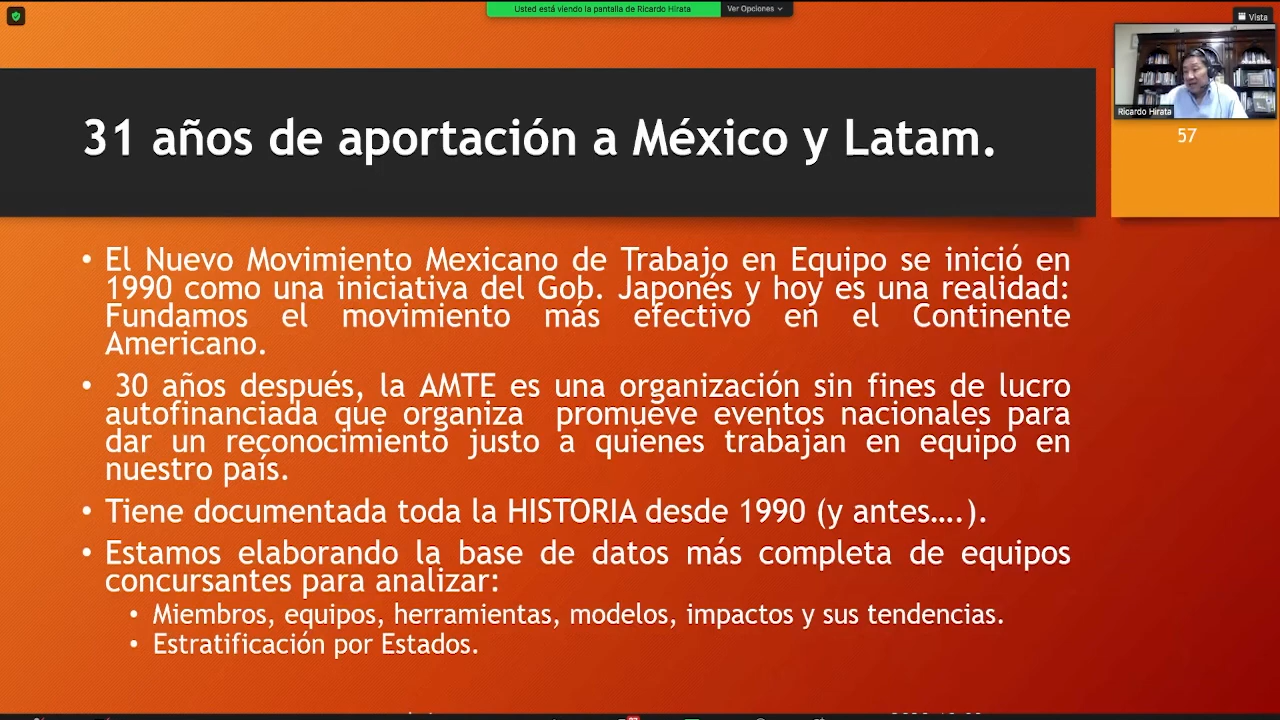 Usted está viendo la pantalla de Ricardo Hirata
Ver Opciones
Vista
Ricardo Hirata
57
31 años de aportación a México y Latam.
• El Nuevo Movimiento Mexicano de Trabajo en Equipo se inició en
1990 como una iniciativa del Gob. Japonés y hoy es una realidad:
Fundamos el movimiento más efectivo en el Continente
Americano.
• 30 años después, la AMTE es una organización sin fines de lucro
autofinanciada que organiza promueve eventos nacionales para
dar un reconocimiento justo a quienes trabajan en equipo en
nuestro país.
• Tiene documentada toda la HISTORIA desde 1990 (y antes….).
• Estamos elaborando la base de datos más completa de equipos
concursantes para analizar:
• Miembros, equipos, herramientas, modelos, impactos y sus tendencias.
• Estratificación por Estados.